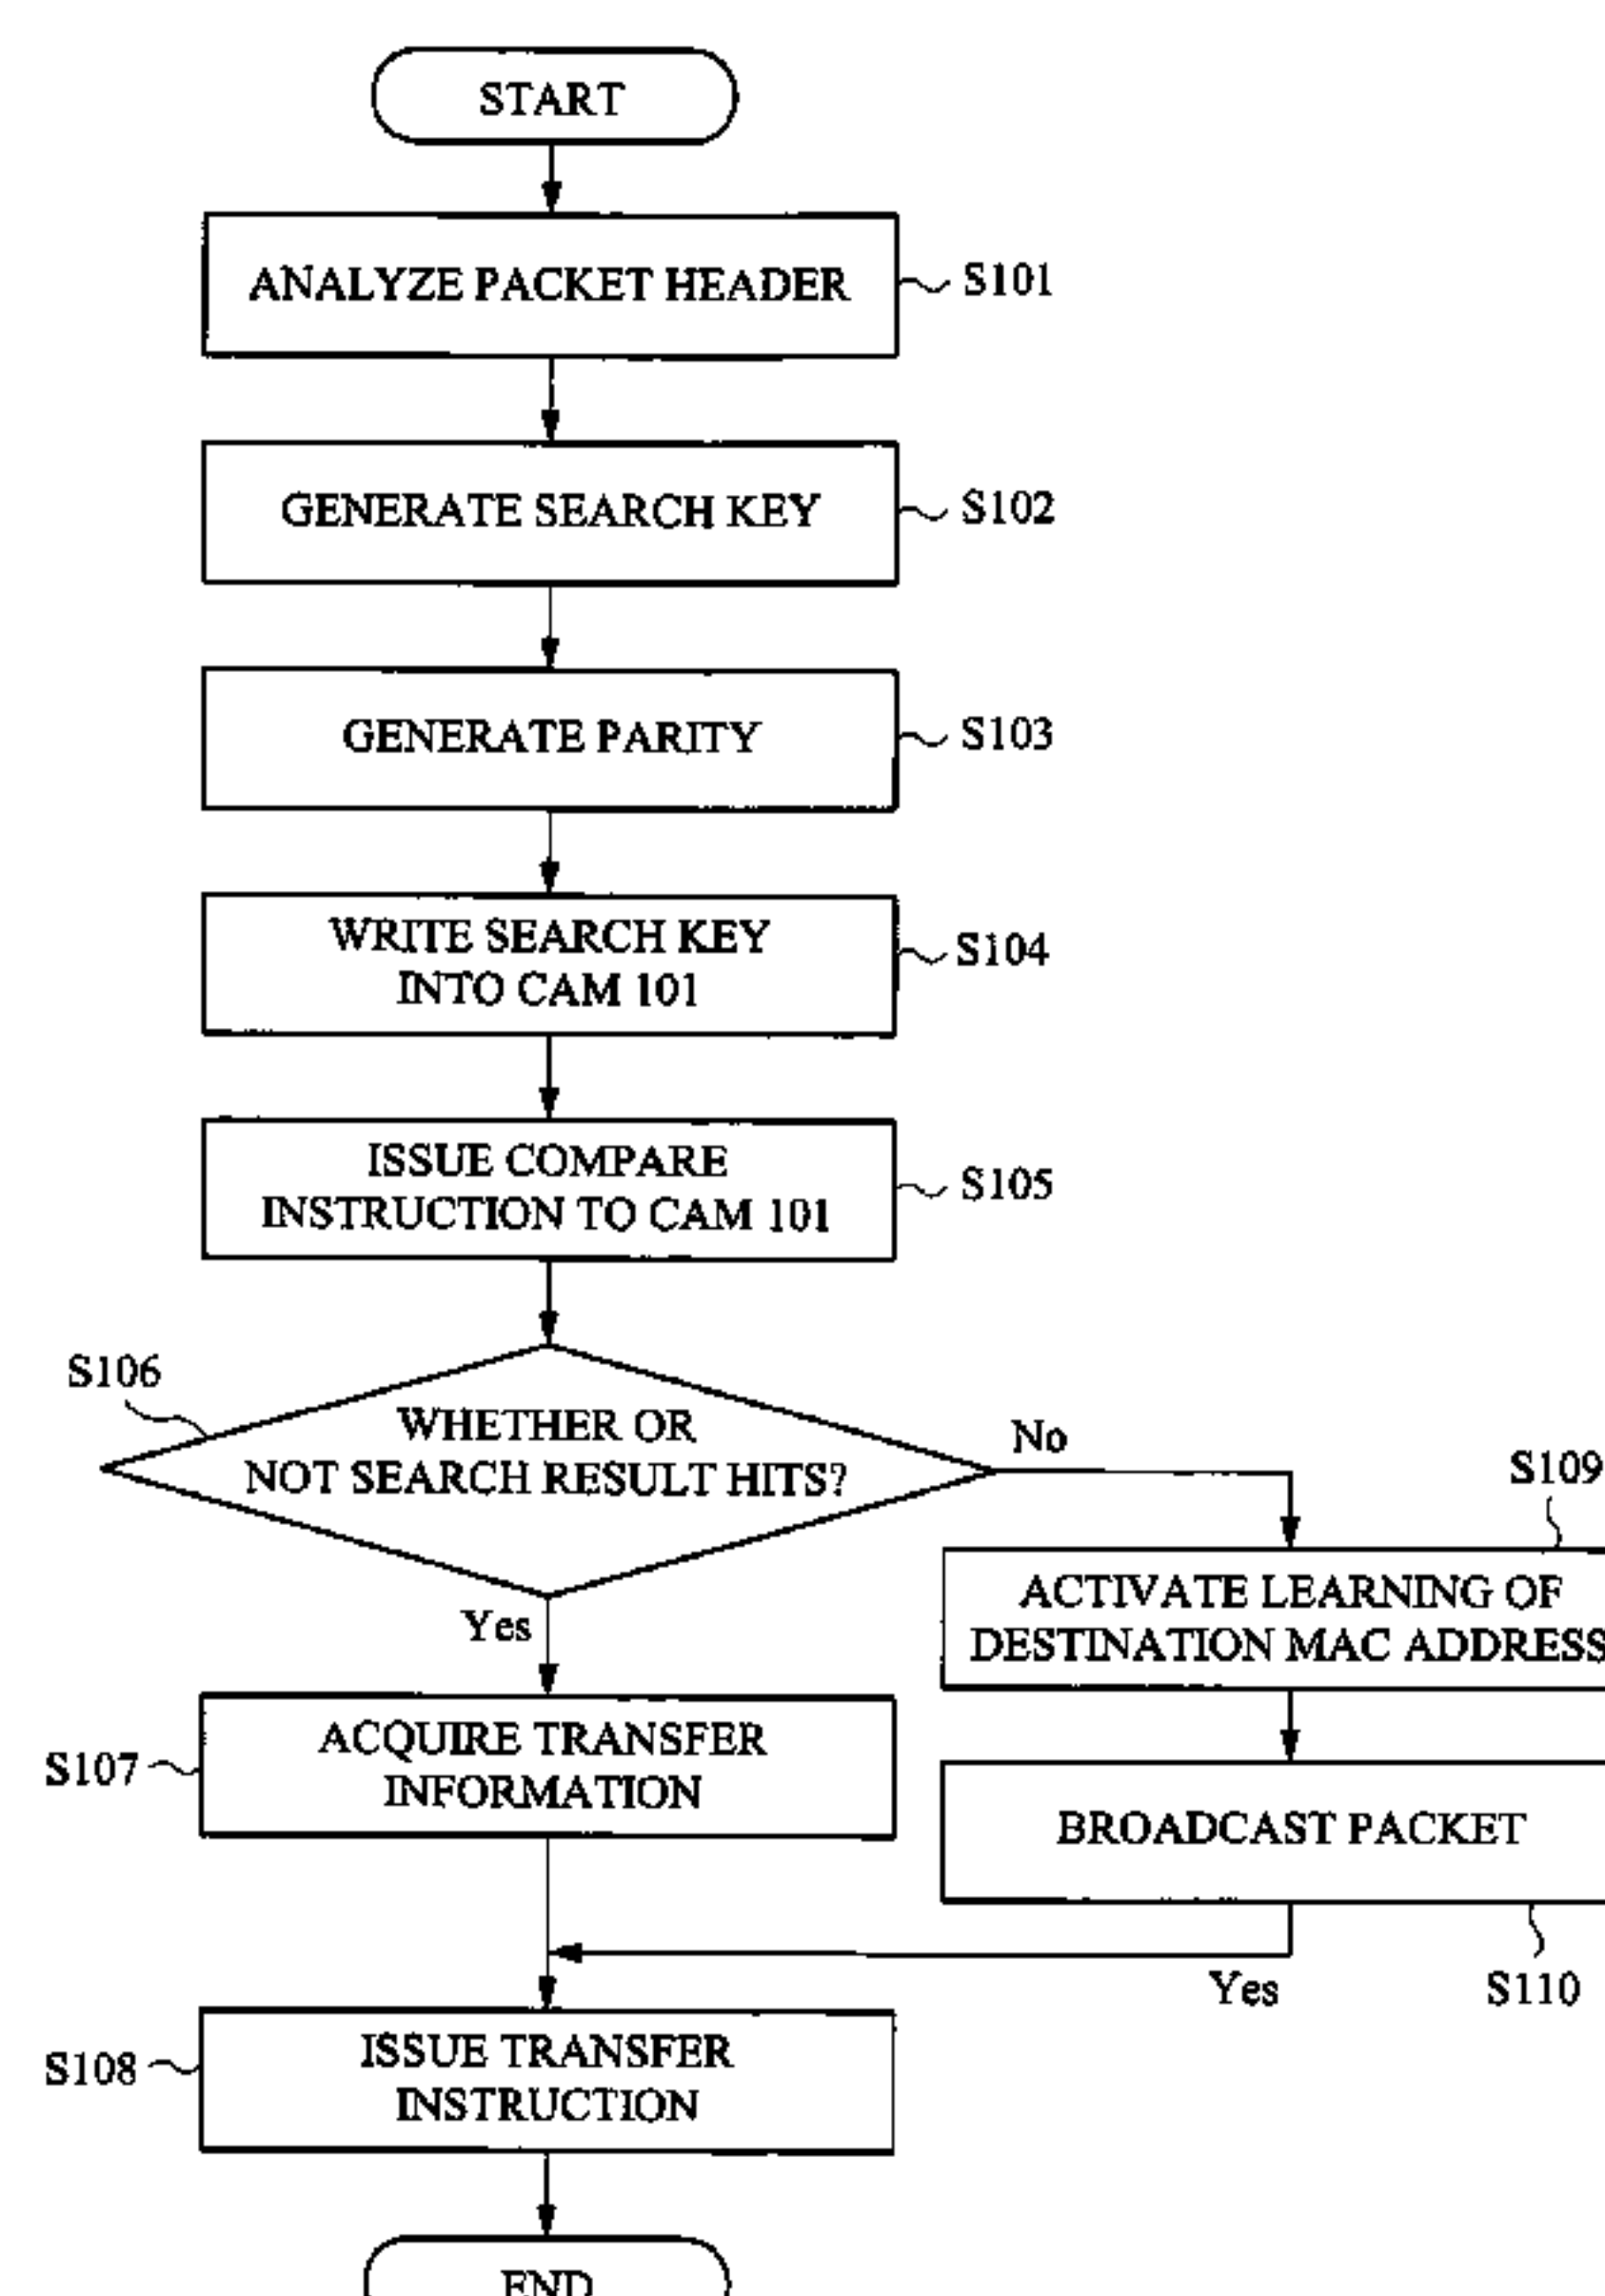 START
ANALYZE PACKET HEADER
S101
GENERATE SEARCH KEY
S102
GENERATE PARITY
S103
WRITE SEARCH KEY
INTO CAM 101
S104
ISSUE COMPARE
INSTRUCTION TO CAM 101
S105
S106
WHETHER OR
NOT SEARCH RESULT HITS?
No
Yes
S109
ACTIVATE LEARNING OF
DESTINATION MAC ADDRESS
S107
ACQUIRE TRANSFER
INFORMATION
BROADCAST PACKET
Yes
S110
S108
ISSUE TRANSFER
INSTRUCTION
END